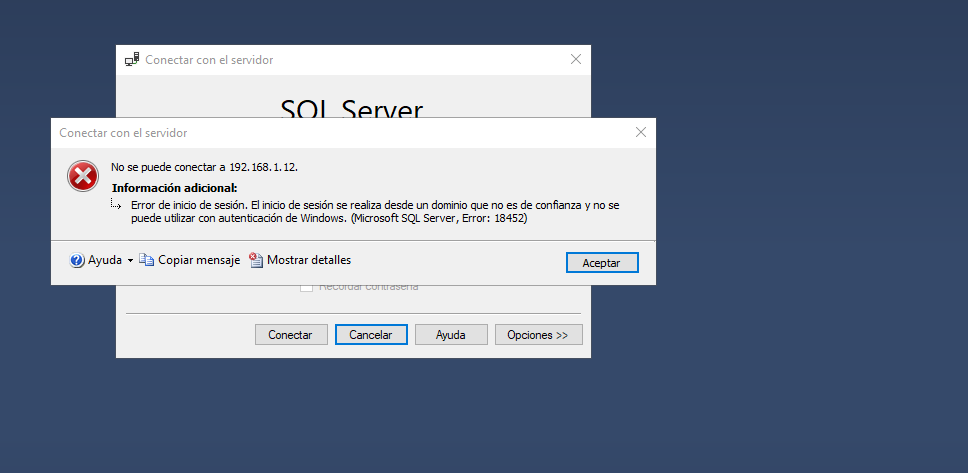 Conectar con el servidor
SQL Server
Conectar con el servidor
No se puede conectar a 192.168.1.12.
Información adicional:
Error de inicio de sesión. El inicio de sesión se realiza desde un dominio que no es de confianza y no se
puede utilizar con autenticación de Windows. (Microsoft SQL Server, Error: 18452)
Ayuda Copiar mensaje Mostrar detalles Aceptar
Recordar contraseña
Conectar Cancelar Ayuda Opciones >>